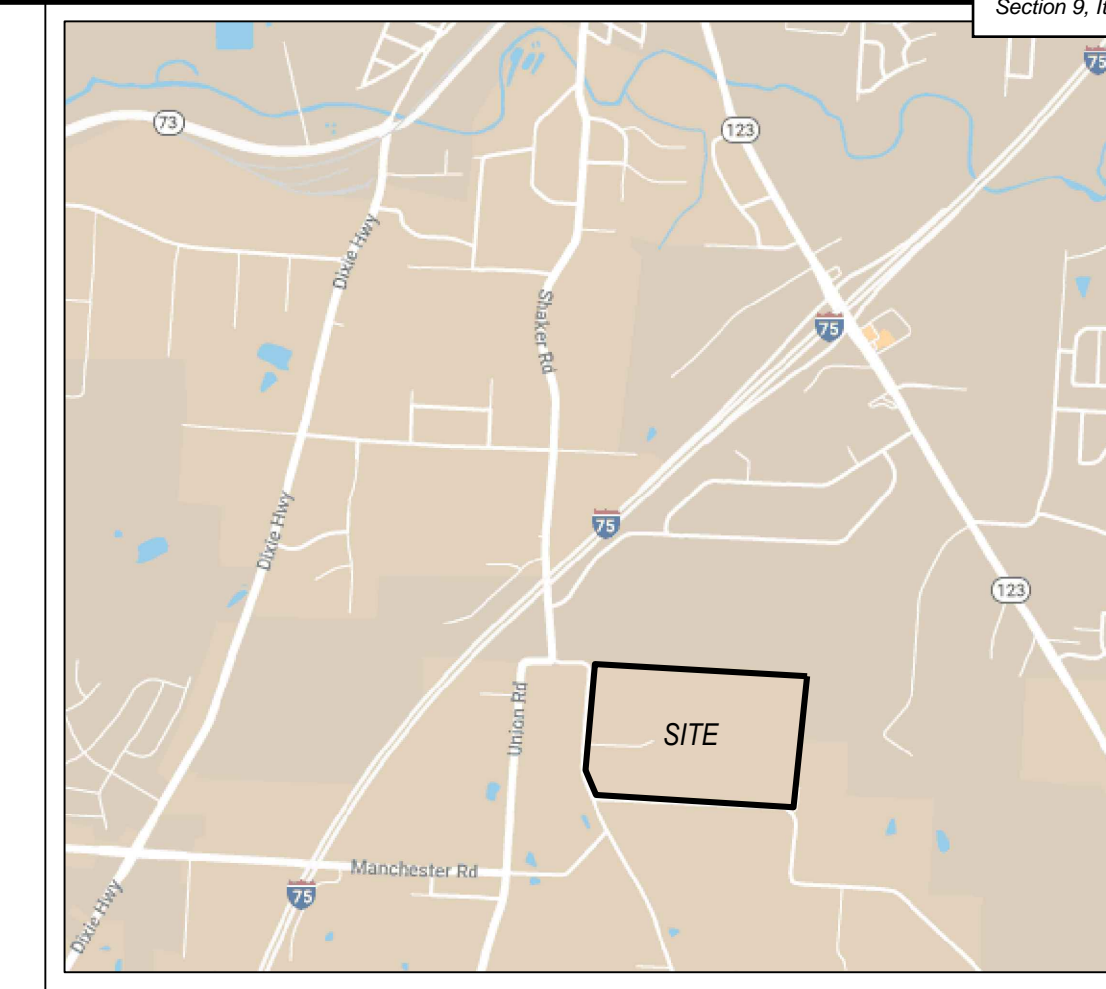 Section 9, It
75
73
123
Dixie Hwy
Shaker Rd
75
75
Dixie Hwy
123
Union Rd
SITE
Manchester Rd
75
Dixie Hwy